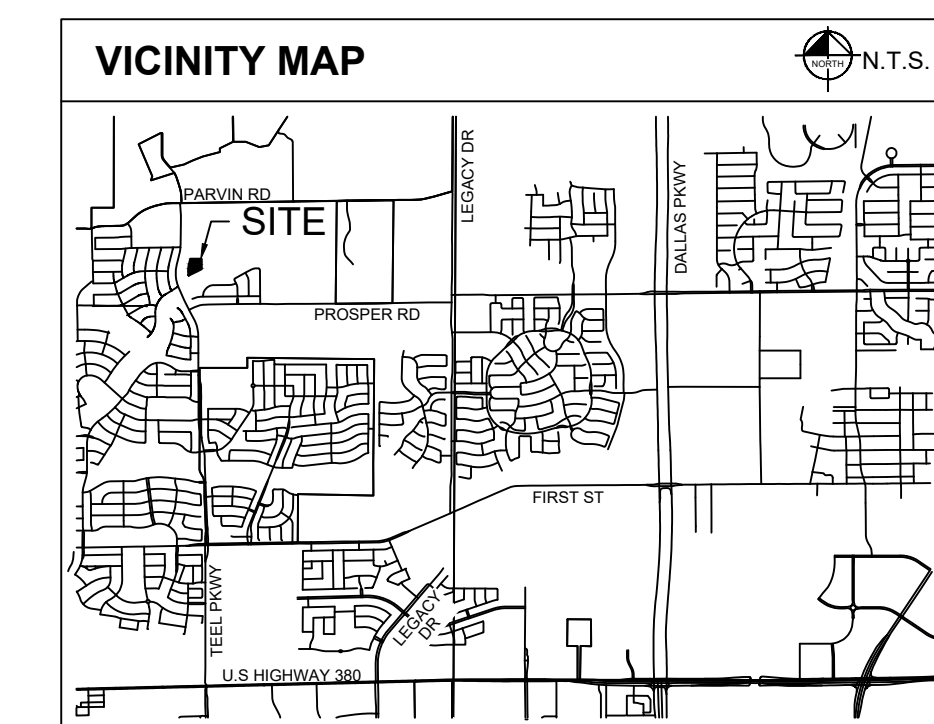 VICINITY MAP
NORTH
N.T.S.
PARVIN RD
SITE
LEGACY DR
DALLAS PKWY
PROSPER RD
FIRST ST
TEEL PKWY
LEGACY
DR
U.S HIGHWAY 380